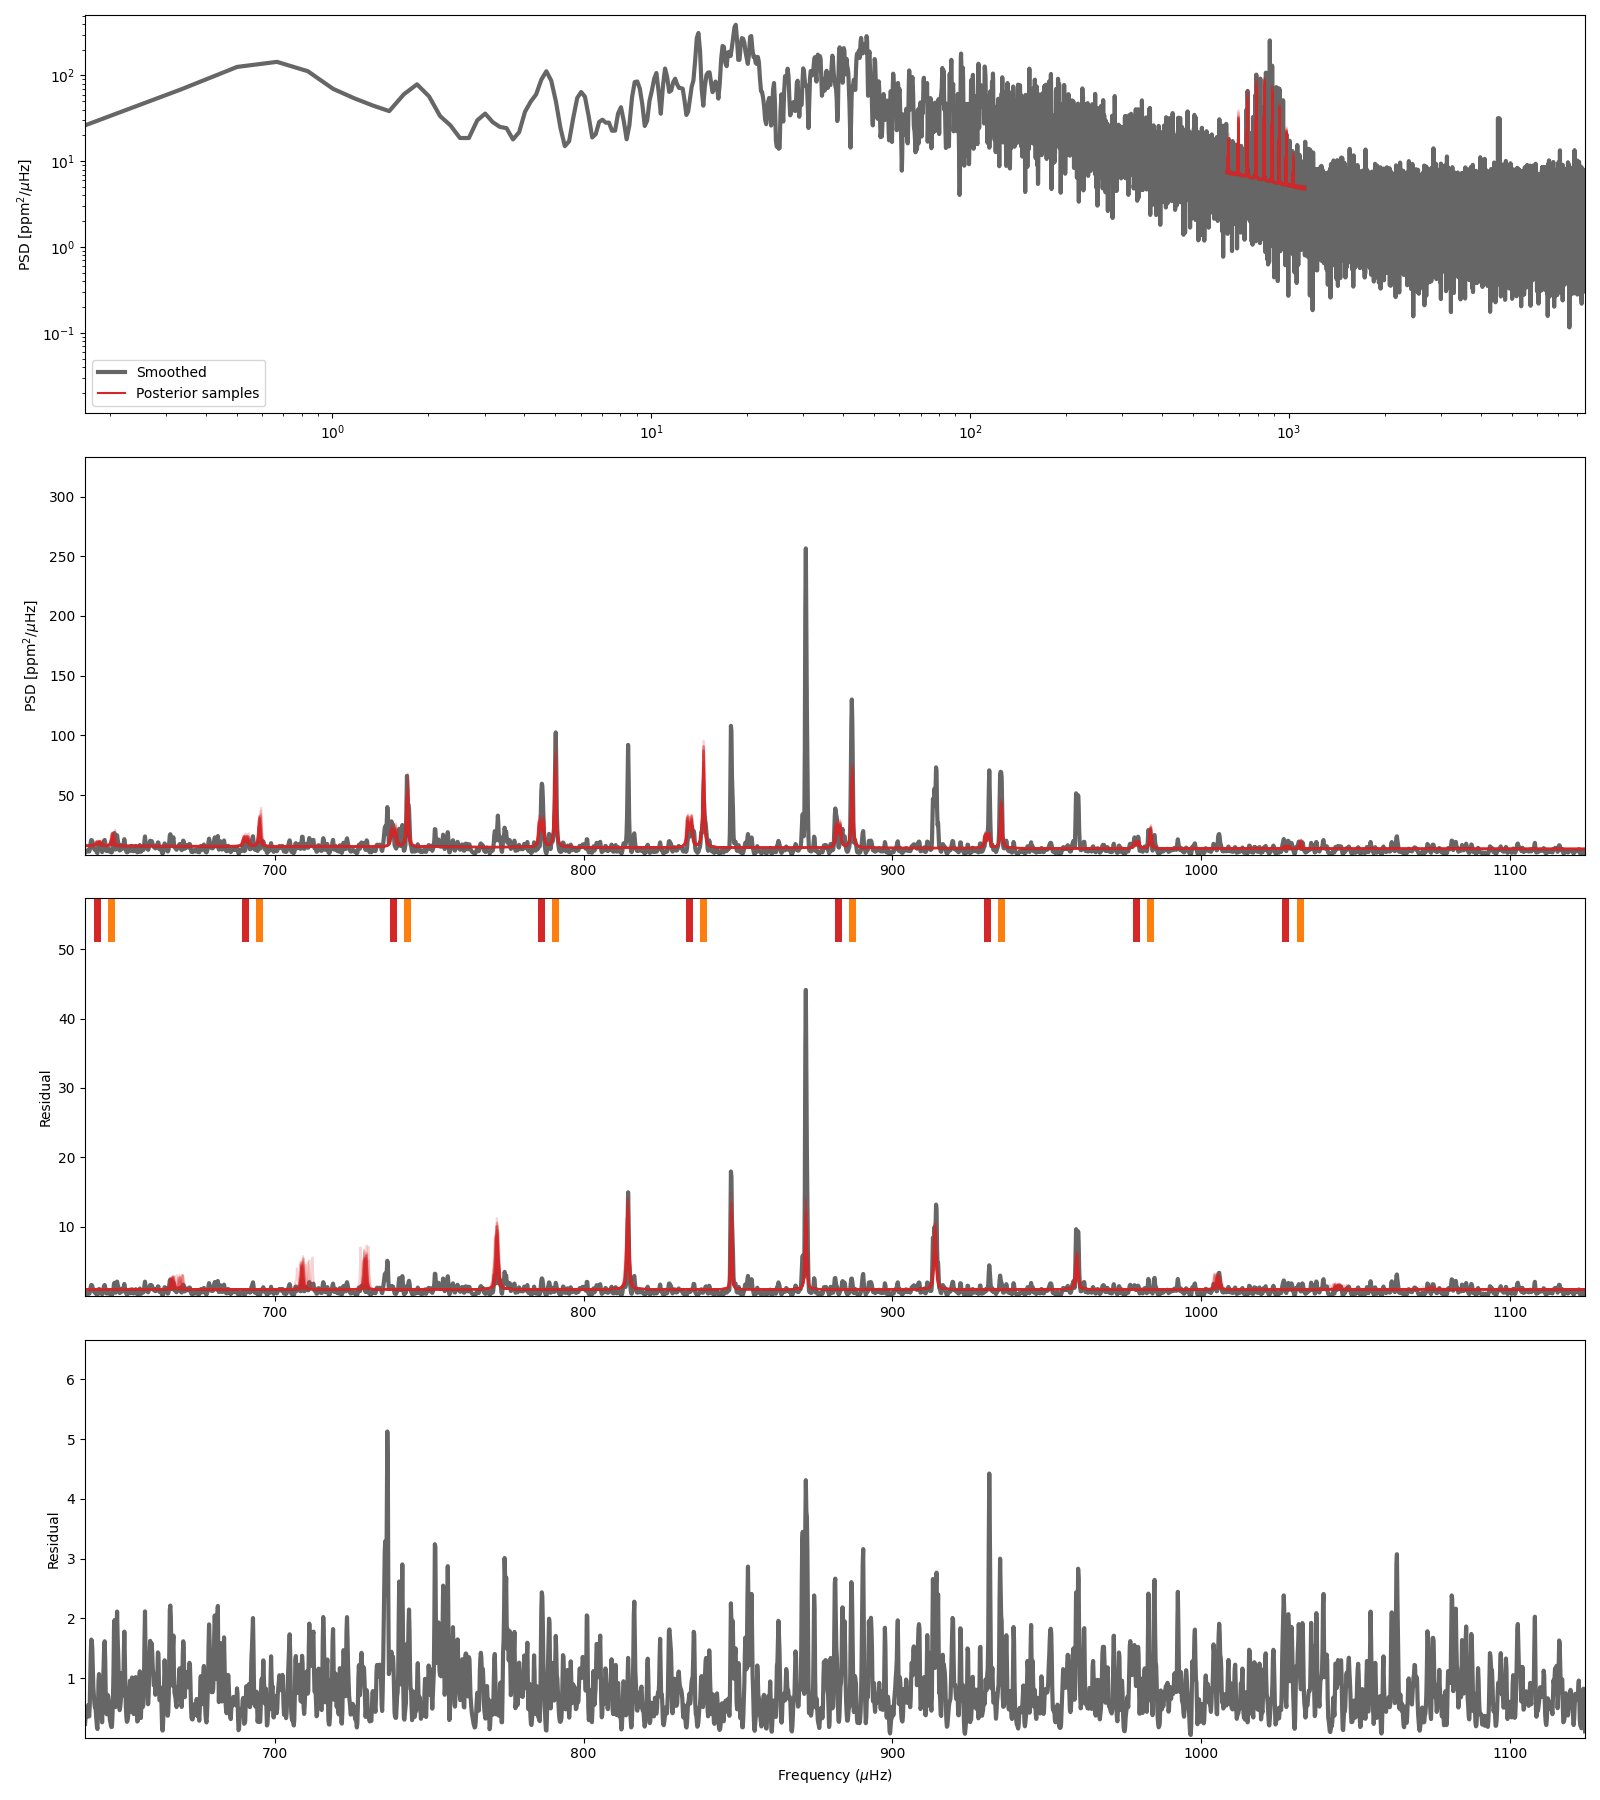 10²
10¹
10⁰
10⁻¹
PSD [ppm²/μHz]
Smoothed
Posterior samples
10⁰ 10¹ 10² 10³
300
250
200
150
100
50
PSD [ppm²/μHz]
700 800 900 1000 1100
50
40
30
20
10
Residual
700 800 900 1000 1100
6
5
4
3
2
1
Residual
700 800 900 1000 1100
Frequency (μHz)